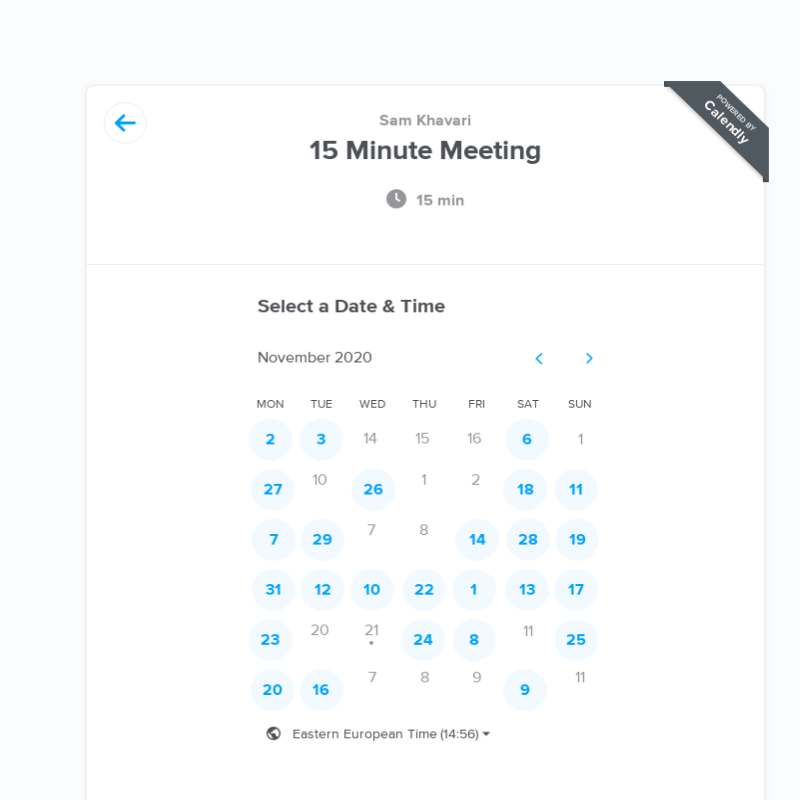 POWERED BY
Calendly
Sam Khavari
15 Minute Meeting
15 min
Select a Date & Time
November 2020
MON TUE WED THU FRI SAT SUN
2 3 14 15 16 6 1
27 10 26 1 2 18 11
7 29 7 8 14 28 19
31 12 10 22 1 13 17
23 20 21 24 8 11 25
20 16 7 8 9 9 11
Eastern European Time (14:56)